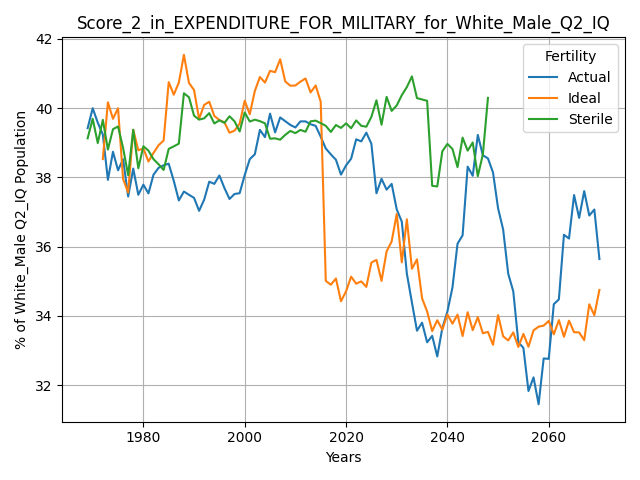 Score_2_in_EXPENDITURE_FOR_MILITARY_for_White_Male_Q2_IQ
% of White_Male Q2_IQ Population
42
40
38
36
34
32
Fertility
Actual
Ideal
Sterile
1980
2000
2020
2040
2060
Years